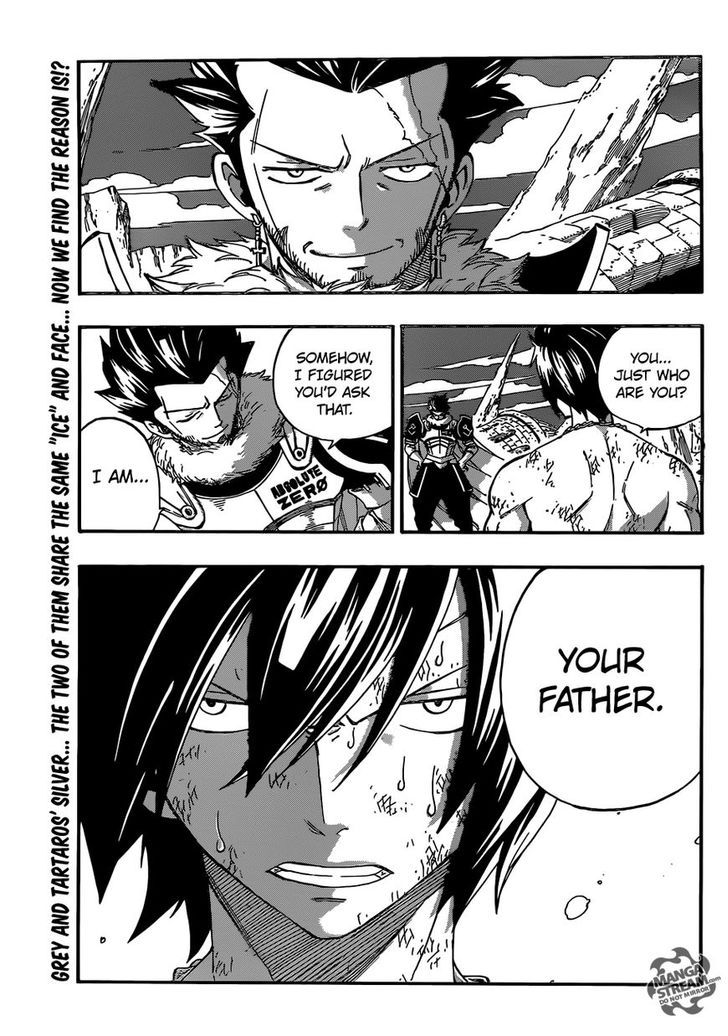 GREY AND TARTAROS' SILVER... THE TWO OF THEM SHARE THE SAME "ICE" AND FACE... NOW WE FIND THE REASON IS!?
YOU...
JUST WHO
ARE YOU?
SOMEHOW,
I FIGURED
YOU'D ASK
THAT.
I AM...
ABSOLUTE
ZERØ
YOUR
FATHER.
MANGA
STREAM.com
DO NOT MIRROR